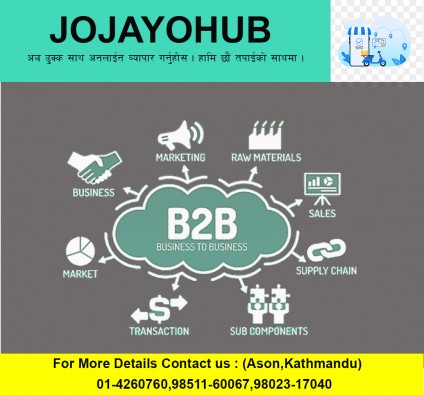 JOJAYOHUB
अब ढुक्क साथ अनलाईन व्यापार गर्नुहोस । हामि छौं तपाईको साथमा ।
MARKETING
RAW MATERIALS
BUSINESS
SALES
B2B
BUSINESS TO BUSINESS
MARKET
SUPPLY CHAIN
TRANSACTION
SUB COMPONENTS
For More Details Contact us : (Ason,Kathmandu)
01-4260760,98511-60067,98023-17040